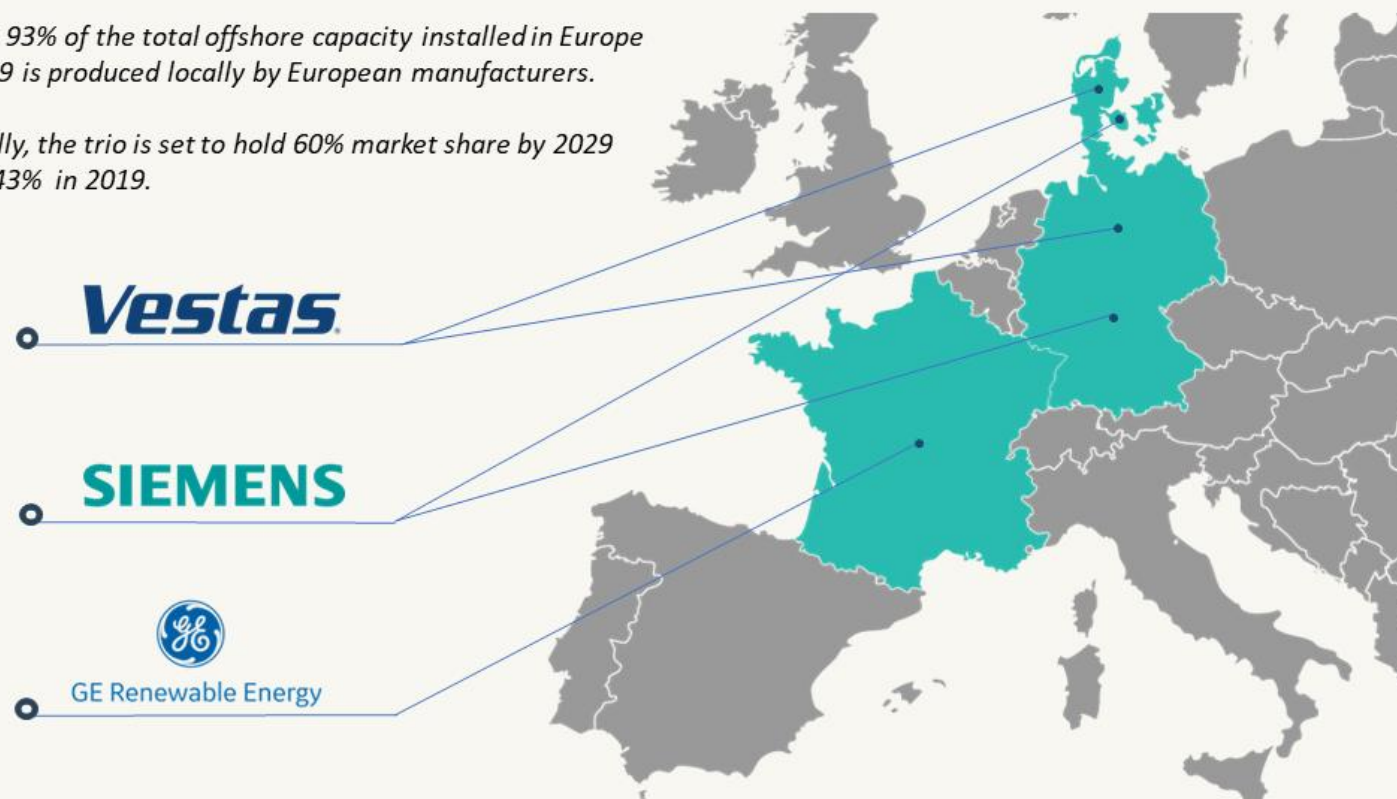 93% of the total offshore capacity installed in Europe
9 is produced locally by European manufacturers.
lly, the trio is set to hold 60% market share by 2029
43% in 2019.
Vestas
SIEMENS
GE
GE Renewable Energy